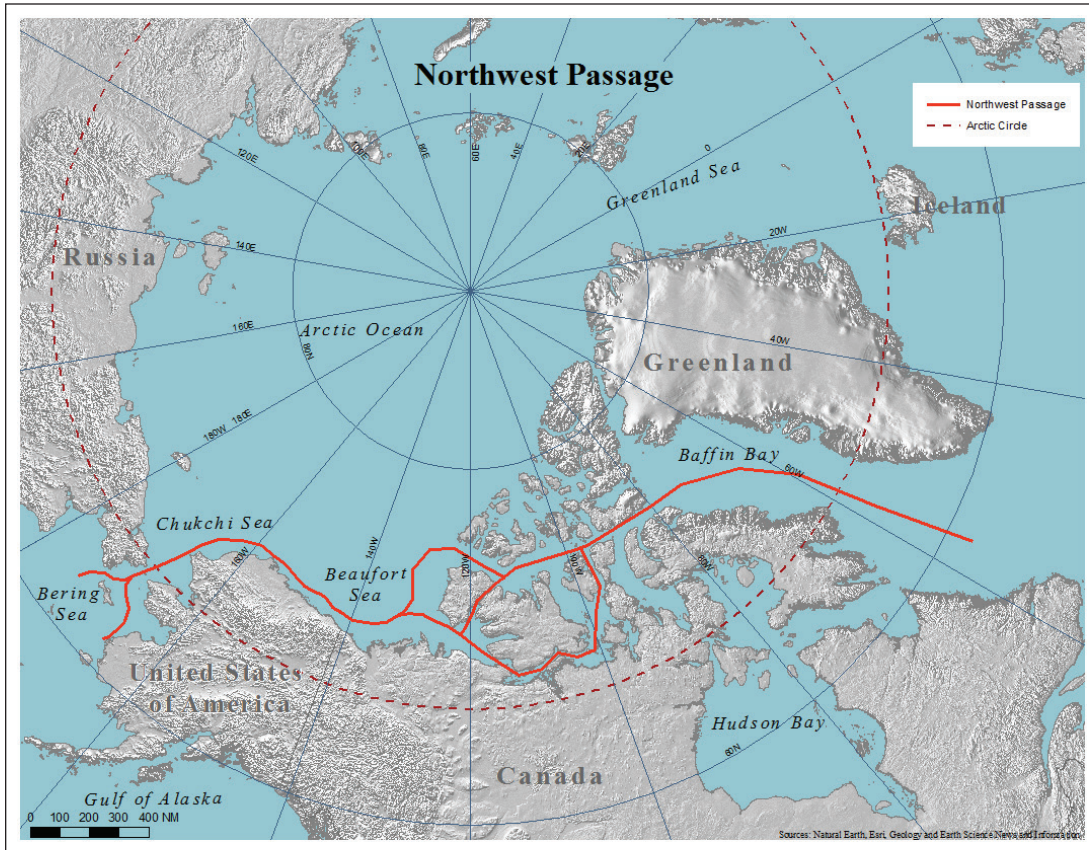 Northwest Passage
Northwest Passage
Arctic Circle
120E
100E
80E
60E
40E
20E
0
Greenland Sea
Iceland
Russia
140E
20W
160E
Arctic Ocean
80N
40W
Greenland
180W 180E
Baffin Bay
60W
Chukchi Sea
160W
140W
Beaufort
Sea
120W
100W
80W
Bering
Sea
United States
of America
Hudson Bay
60N
Canada
Gulf of Alaska
0 100 200 300 400 NM
Sources: Natural Earth, Esri, Geology and Earth Science News and Information